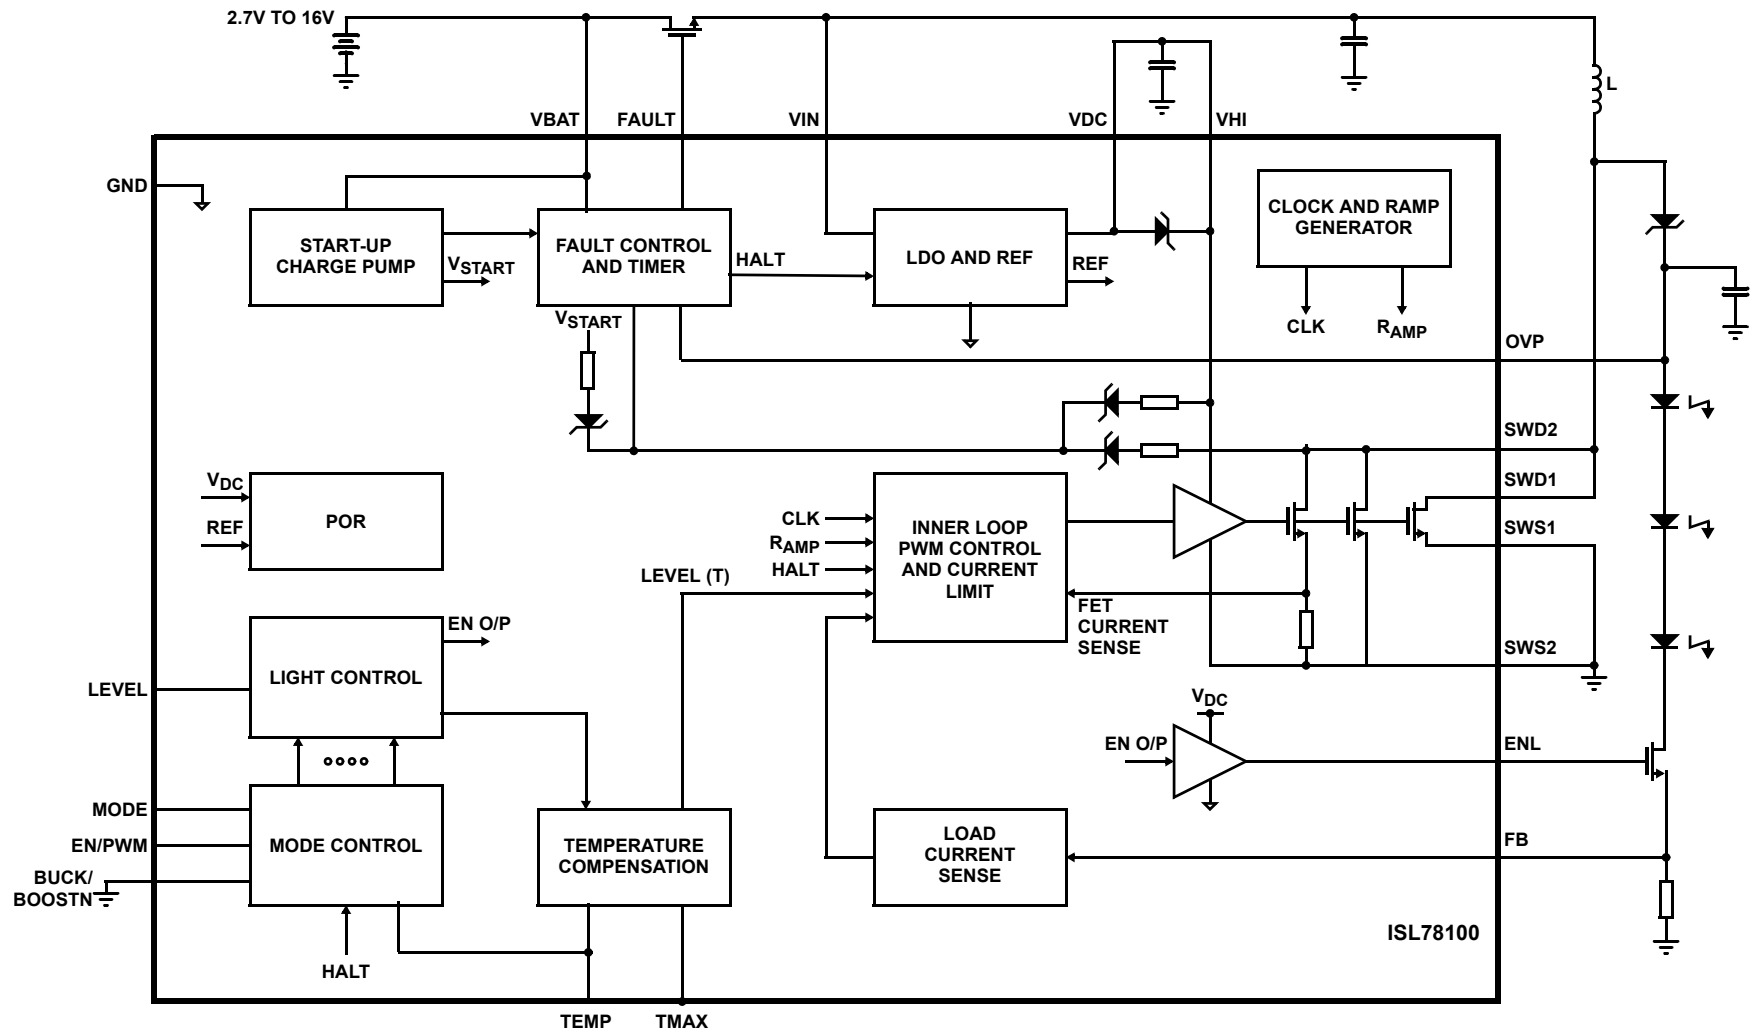 2.7V TO 16V
L
VBAT
FAULT
VIN
VDC
VHI
GND
START-UP
CHARGE PUMP
VSTART
FAULT CONTROL
AND TIMER
HALT
LDO AND REF
REF
CLOCK AND RAMP
GENERATOR
CLK
RAMP
VSTART
OVP
SWD2
SWD1
SWS1
SWS2
VDC
REF
POR
CLK
RAMP
HALT
LEVEL (T)
INNER LOOP
PWM CONTROL
AND CURRENT
LIMIT
FET
CURRENT
SENSE
EN O/P
LIGHT CONTROL
LEVEL
VDC
EN O/P
ENL
MODE
EN/PWM
BUCK/
BOOSTN
MODE CONTROL
HALT
TEMPERATURE
COMPENSATION
LOAD
CURRENT
SENSE
FB
ISL78100
TEMP
TMAX